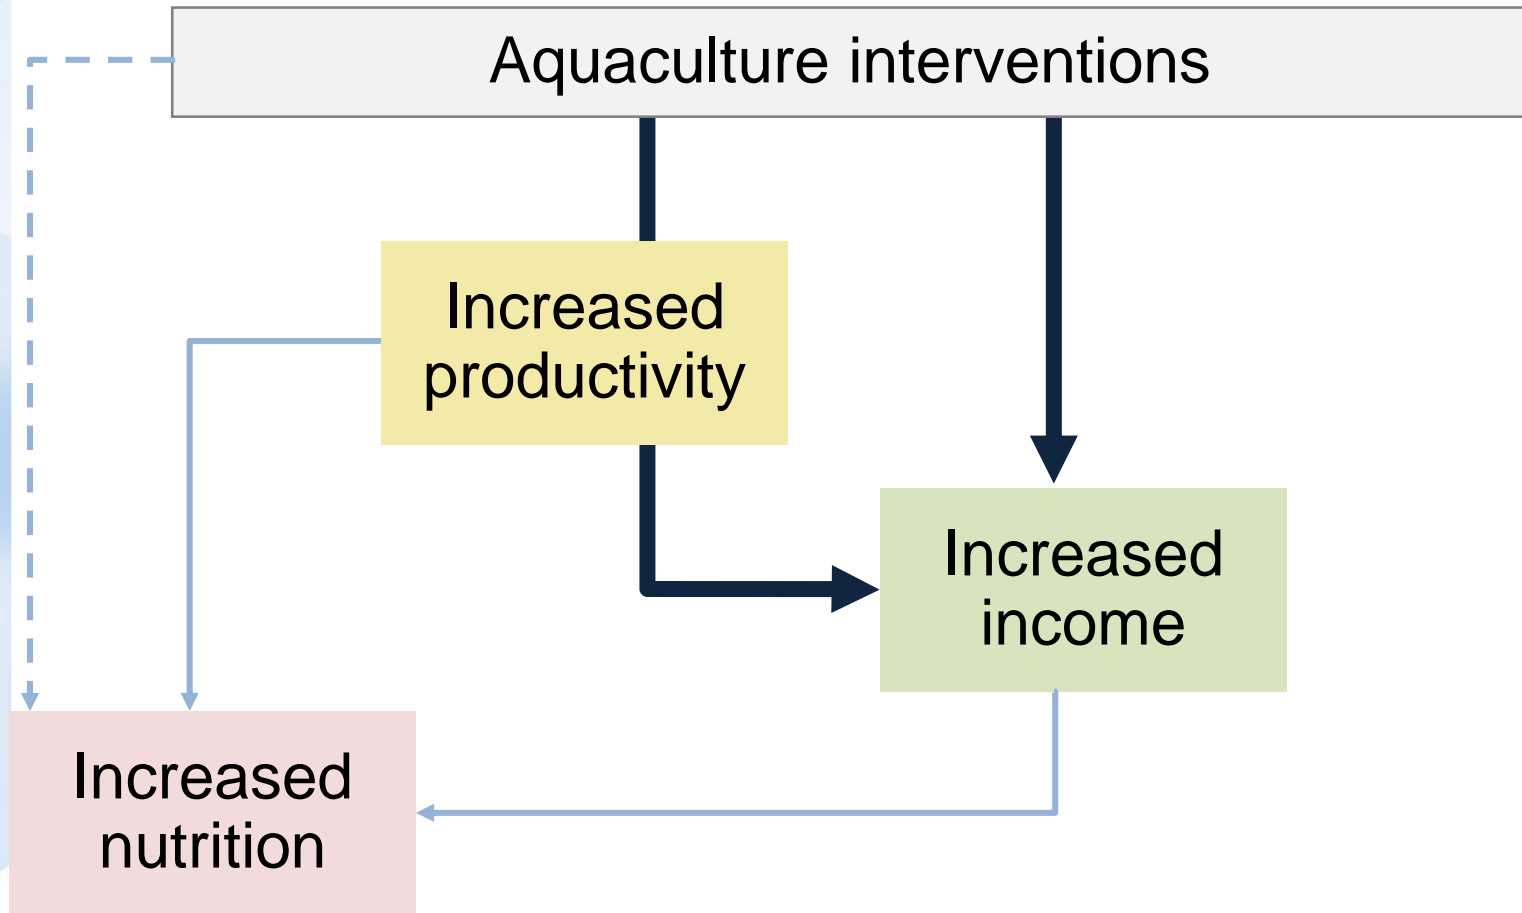 Aquaculture interventions
Increased
productivity
Increased
income
Increased
nutrition